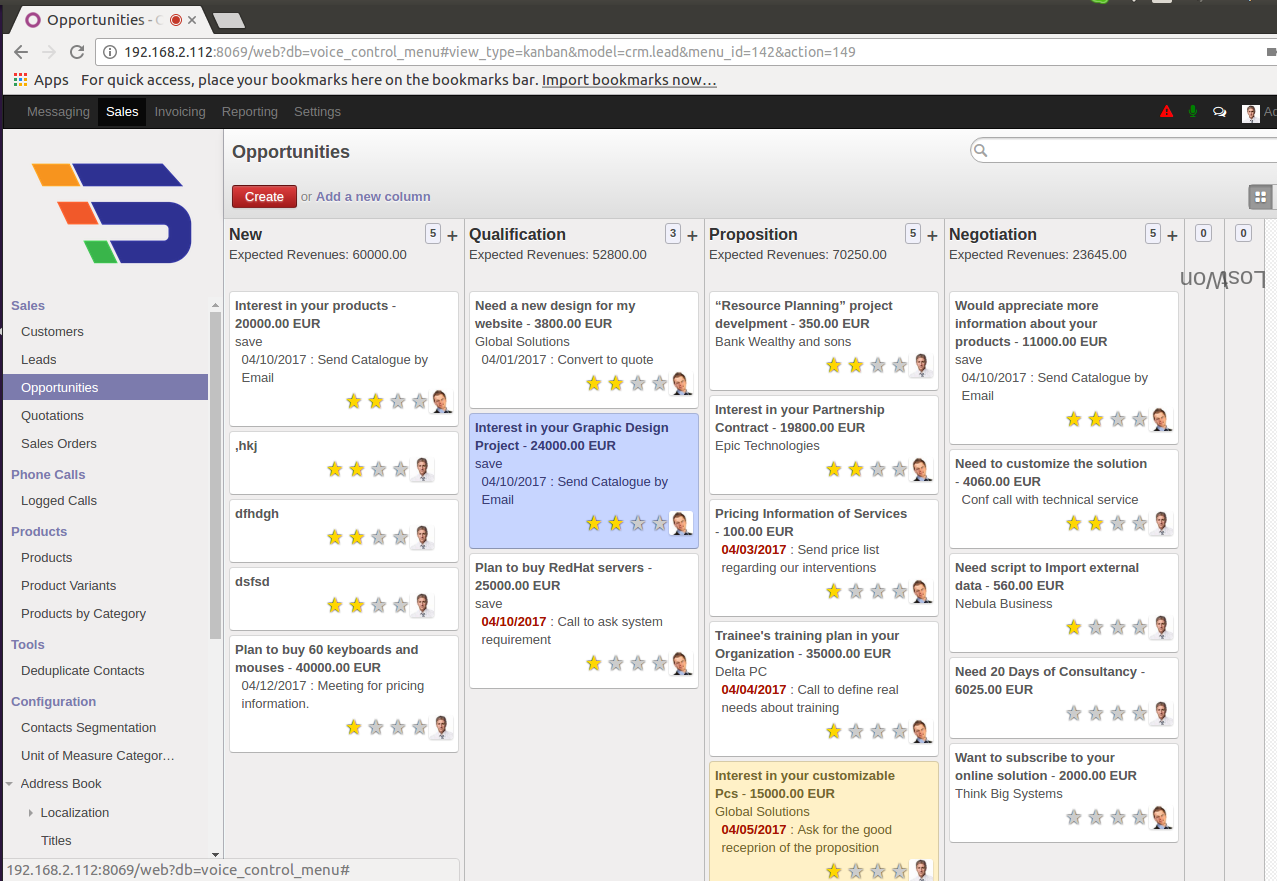 Opportunities - O
192.168.2.112:8069/web?db=voice_control_menu#view_type=kanban&model=crm.lead&menu_id=142&action=149
Apps For quick access, place your bookmarks here on the bookmarks bar. Import bookmarks now…
Messaging Sales Invoicing Reporting Settings
Opportunities
Create or Add a new column
Sales
Customers
Leads
Opportunities
Quotations
Sales Orders
Phone Calls
Logged Calls
Products
Products
Product Variants
Products by Category
Tools
Deduplicate Contacts
Configuration
Contacts Segmentation
Unit of Measure Categor…
Address Book
Localization
Titles
New 5 +
Expected Revenues: 60000.00
Interest in your products -
20000.00 EUR
save
04/10/2017 : Send Catalogue by
Email
,hkj
dfhdgh
dsfsd
Plan to buy 60 keyboards and
mouses - 40000.00 EUR
04/12/2017 : Meeting for pricing
information.
Qualification 3 +
Expected Revenues: 52800.00
Need a new design for my
website - 3800.00 EUR
Global Solutions
04/01/2017 : Convert to quote
Interest in your Graphic Design
Project - 24000.00 EUR
save
04/10/2017 : Send Catalogue by
Email
Plan to buy RedHat servers -
25000.00 EUR
save
04/10/2017 : Call to ask system
requirement
Proposition 5 +
Expected Revenues: 70250.00
“Resource Planning” project
develpment - 350.00 EUR
Bank Wealthy and sons
Interest in your Partnership
Contract - 19800.00 EUR
Epic Technologies
Pricing Information of Services
- 100.00 EUR
04/03/2017 : Send price list
regarding our interventions
Trainee's training plan in your
Organization - 35000.00 EUR
Delta PC
04/04/2017 : Call to define real
needs about training
Interest in your customizable
Pcs - 15000.00 EUR
Global Solutions
04/05/2017 : Ask for the good
receprion of the proposition
Negotiation 5 +
Expected Revenues: 23645.00
Would appreciate more
information about your
products - 11000.00 EUR
save
04/10/2017 : Send Catalogue by
Email
Need to customize the solution
- 4060.00 EUR
Conf call with technical service
Need script to Import external
data - 560.00 EUR
Nebula Business
Need 20 Days of Consultancy -
6025.00 EUR
Want to subscribe to your
online solution - 2000.00 EUR
Think Big Systems
0
Won
0
Lost
192.168.2.112:8069/web?db=voice_control_menu#